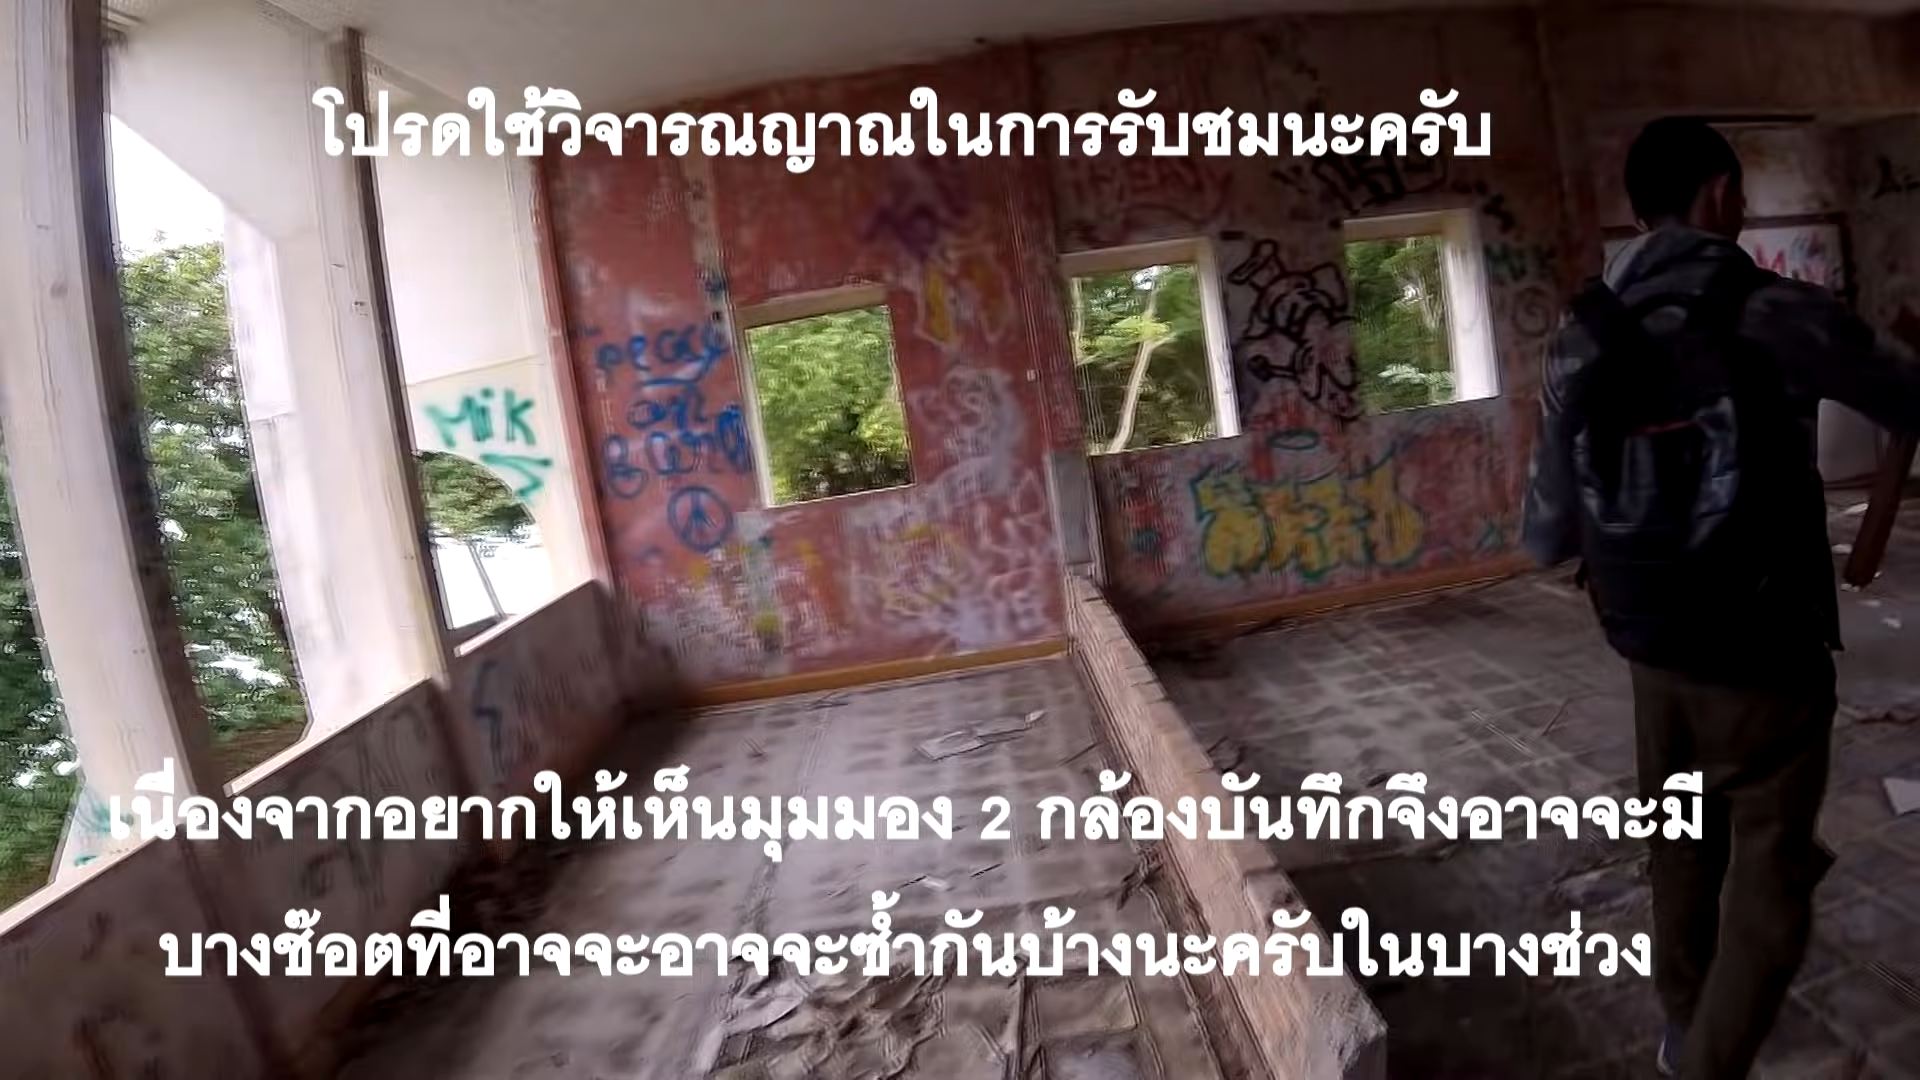 โปรดใช้วิจารณญาณในการรับชมนะครับ
MiK
peace
เนื่องจากอยากให้เห็นมุมมอง 2 กล้องบันทึกจึงอาจจะมี
บางช๊อตที่อาจจะอาจจะซ้ำกันบ้างนะครับในบางช่วง